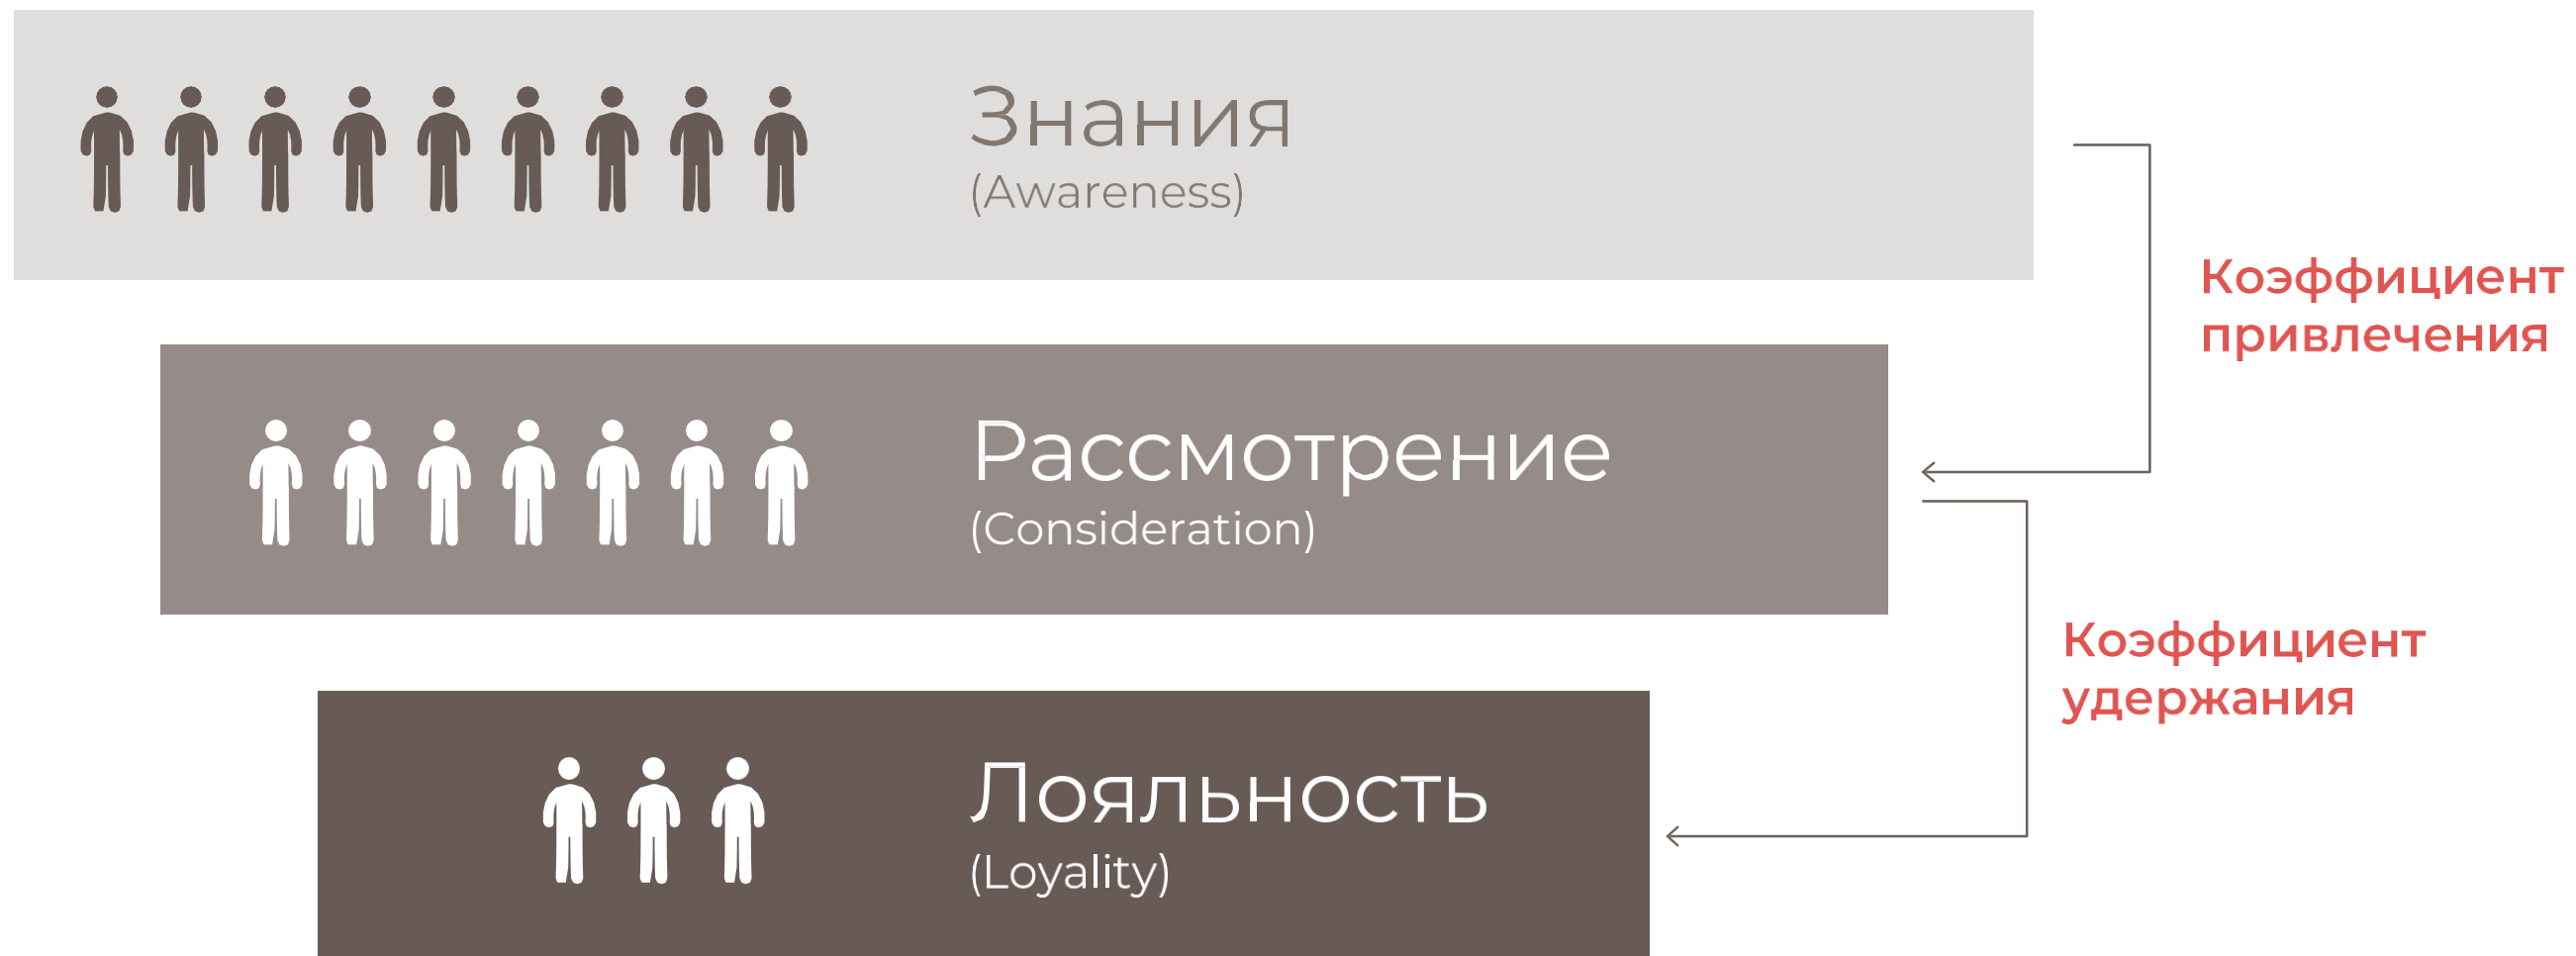 Знания
(Awareness)
Коэффициент
привлечения
Рассмотрение
(Consideration)
Коэффициент
удержания
Лояльность
(Loyality)